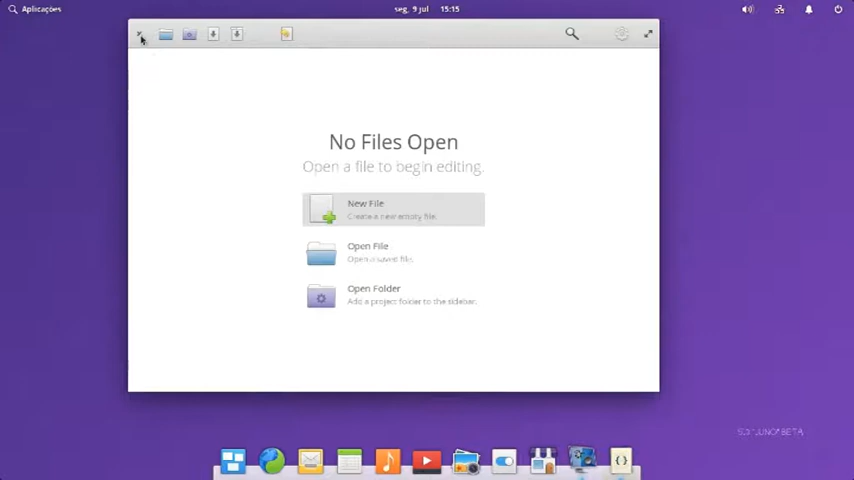 Aplicações
seg, 9 jul 15:15
No Files Open
Open a file to begin editing.
New File
Create a new empty file.
Open File
Open a saved file.
Open Folder
Add a project folder to the sidebar.